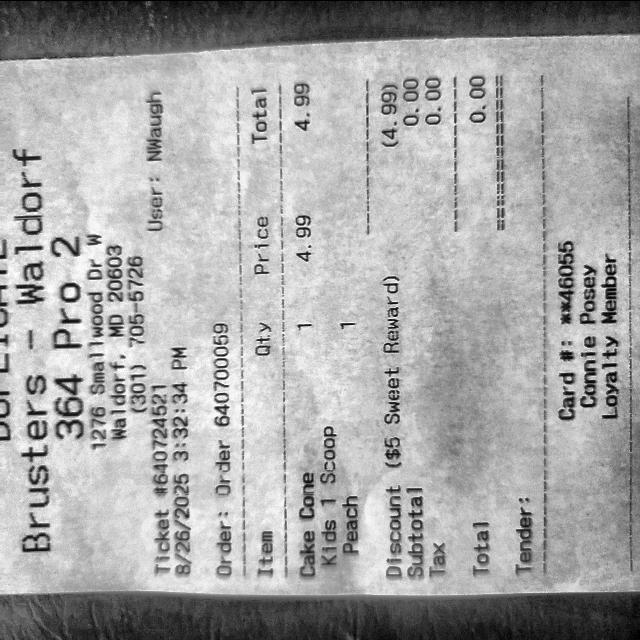 DUPLICATE
Brusters - Waldorf
364 Pro 2
1276 Smallwood Dr W
Waldorf, MD 20603
(301) 705-5726
Ticket #640724521 User: NWaugh
8/26/2025 3:32:34 PM
Order: Order 640700059
Item Qty Price Total
Cake Cone 1 4.99 4.99
Kids 1 Scoop
Peach 1
Discount ($5 Sweet Reward) (4.99)
Subtotal 0.00
Tax 0.00
Total 0.00
Tender:
Card #: **46055
Connie Posey
Loyalty Member